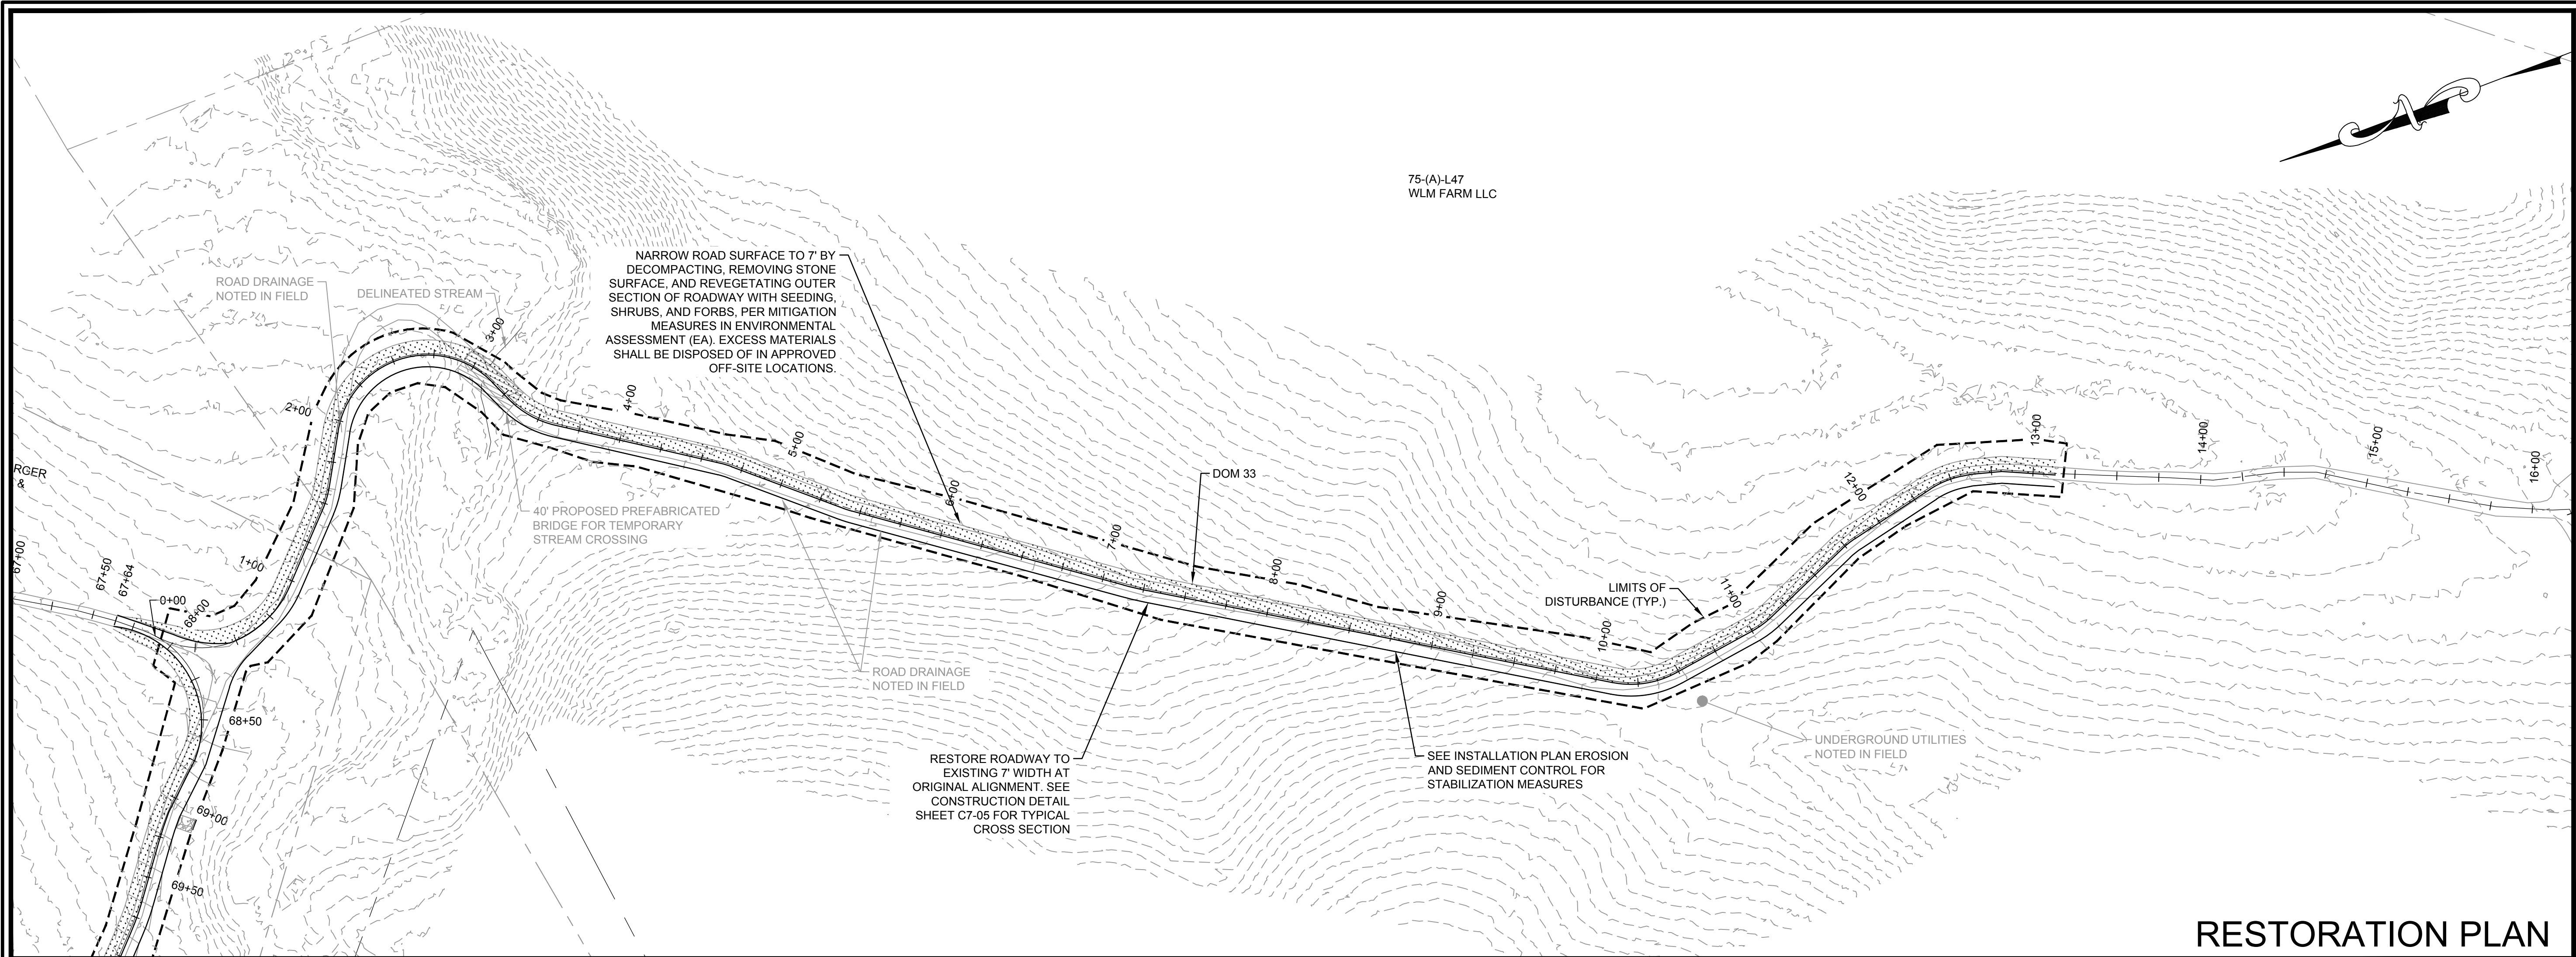 75-(A)-L47
WLM FARM LLC
N
NARROW ROAD SURFACE TO 7' BY
DECOMPACTING, REMOVING STONE
SURFACE, AND REVEGETATING OUTER
SECTION OF ROADWAY WITH SEEDING,
SHRUBS, AND FORBS, PER MITIGATION
MEASURES IN ENVIRONMENTAL
ASSESSMENT (EA). EXCESS MATERIALS
SHALL BE DISPOSED OF IN APPROVED
OFF-SITE LOCATIONS.
ROAD DRAINAGE
NOTED IN FIELD
DELINEATED STREAM
40' PROPOSED PREFABRICATED
BRIDGE FOR TEMPORARY
STREAM CROSSING
RGER
&
67+00
67+50
67+64
0+00
68+00
68+50
69+00
69+50
1+00
2+00
3+00
4+00
5+00
6+00
7+00
8+00
9+00
10+00
11+00
12+00
13+00
14+00
15+00
16+00
DOM 33
LIMITS OF
DISTURBANCE (TYP.)
ROAD DRAINAGE
NOTED IN FIELD
RESTORE ROADWAY TO
EXISTING 7' WIDTH AT
ORIGINAL ALIGNMENT. SEE
CONSTRUCTION DETAIL
SHEET C7-05 FOR TYPICAL
CROSS SECTION
SEE INSTALLATION PLAN EROSION
AND SEDIMENT CONTROL FOR
STABILIZATION MEASURES
UNDERGROUND UTILITIES
NOTED IN FIELD
RESTORATION PLAN